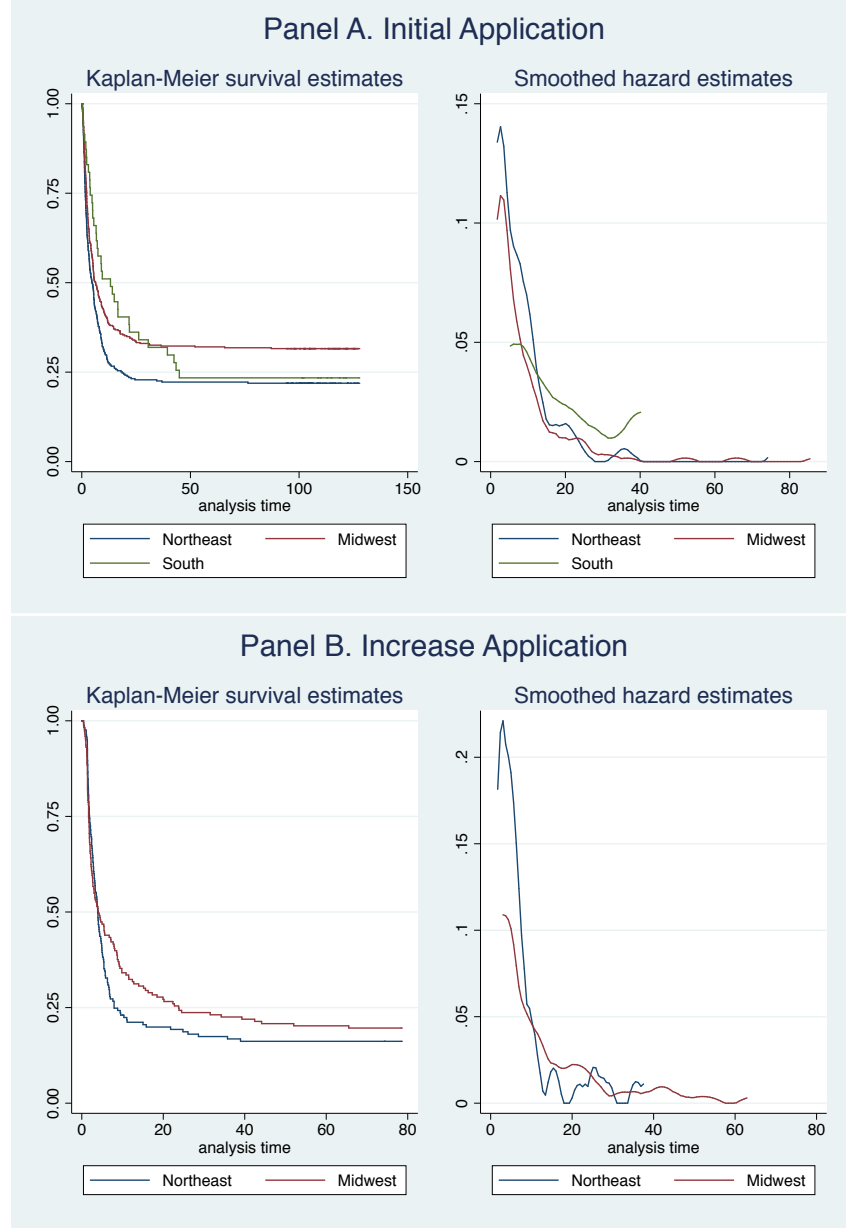 Panel A. Initial Application
Kaplan-Meier survival estimates
1.00
0.75
0.50
0.25
0.00
0 50 100 150
analysis time
Northeast Midwest
South
Smoothed hazard estimates
.15
.1
.05
0
0 20 40 60 80
analysis time
Northeast Midwest
South
Panel B. Increase Application
Kaplan-Meier survival estimates
1.00
0.75
0.50
0.25
0.00
0 20 40 60 80
analysis time
Northeast Midwest
Smoothed hazard estimates
.2
.15
.1
.05
0
0 20 40 60 80
analysis time
Northeast Midwest